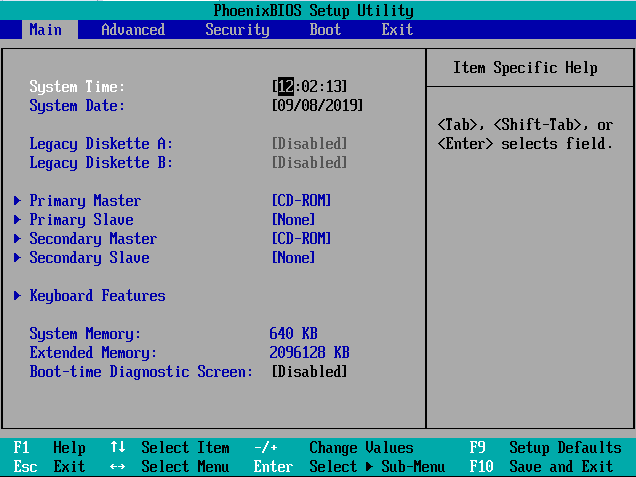 PhoenixBIOS Setup Utility
Main Advanced Security Boot Exit
System Time: [12:02:13]
System Date: [09/08/2019]
Legacy Diskette A: [Disabled]
Legacy Diskette B: [Disabled]
Primary Master [CD-ROM]
Primary Slave [None]
Secondary Master [CD-ROM]
Secondary Slave [None]
Keyboard Features
System Memory: 640 KB
Extended Memory: 2096128 KB
Boot-time Diagnostic Screen: [Disabled]
Item Specific Help
<Tab>, <Shift-Tab>, or
<Enter> selects field.
F1 Help ↑↓ Select Item -/+ Change Values F9 Setup Defaults
Esc Exit ↔ Select Menu Enter Select ▶ Sub-Menu F10 Save and Exit